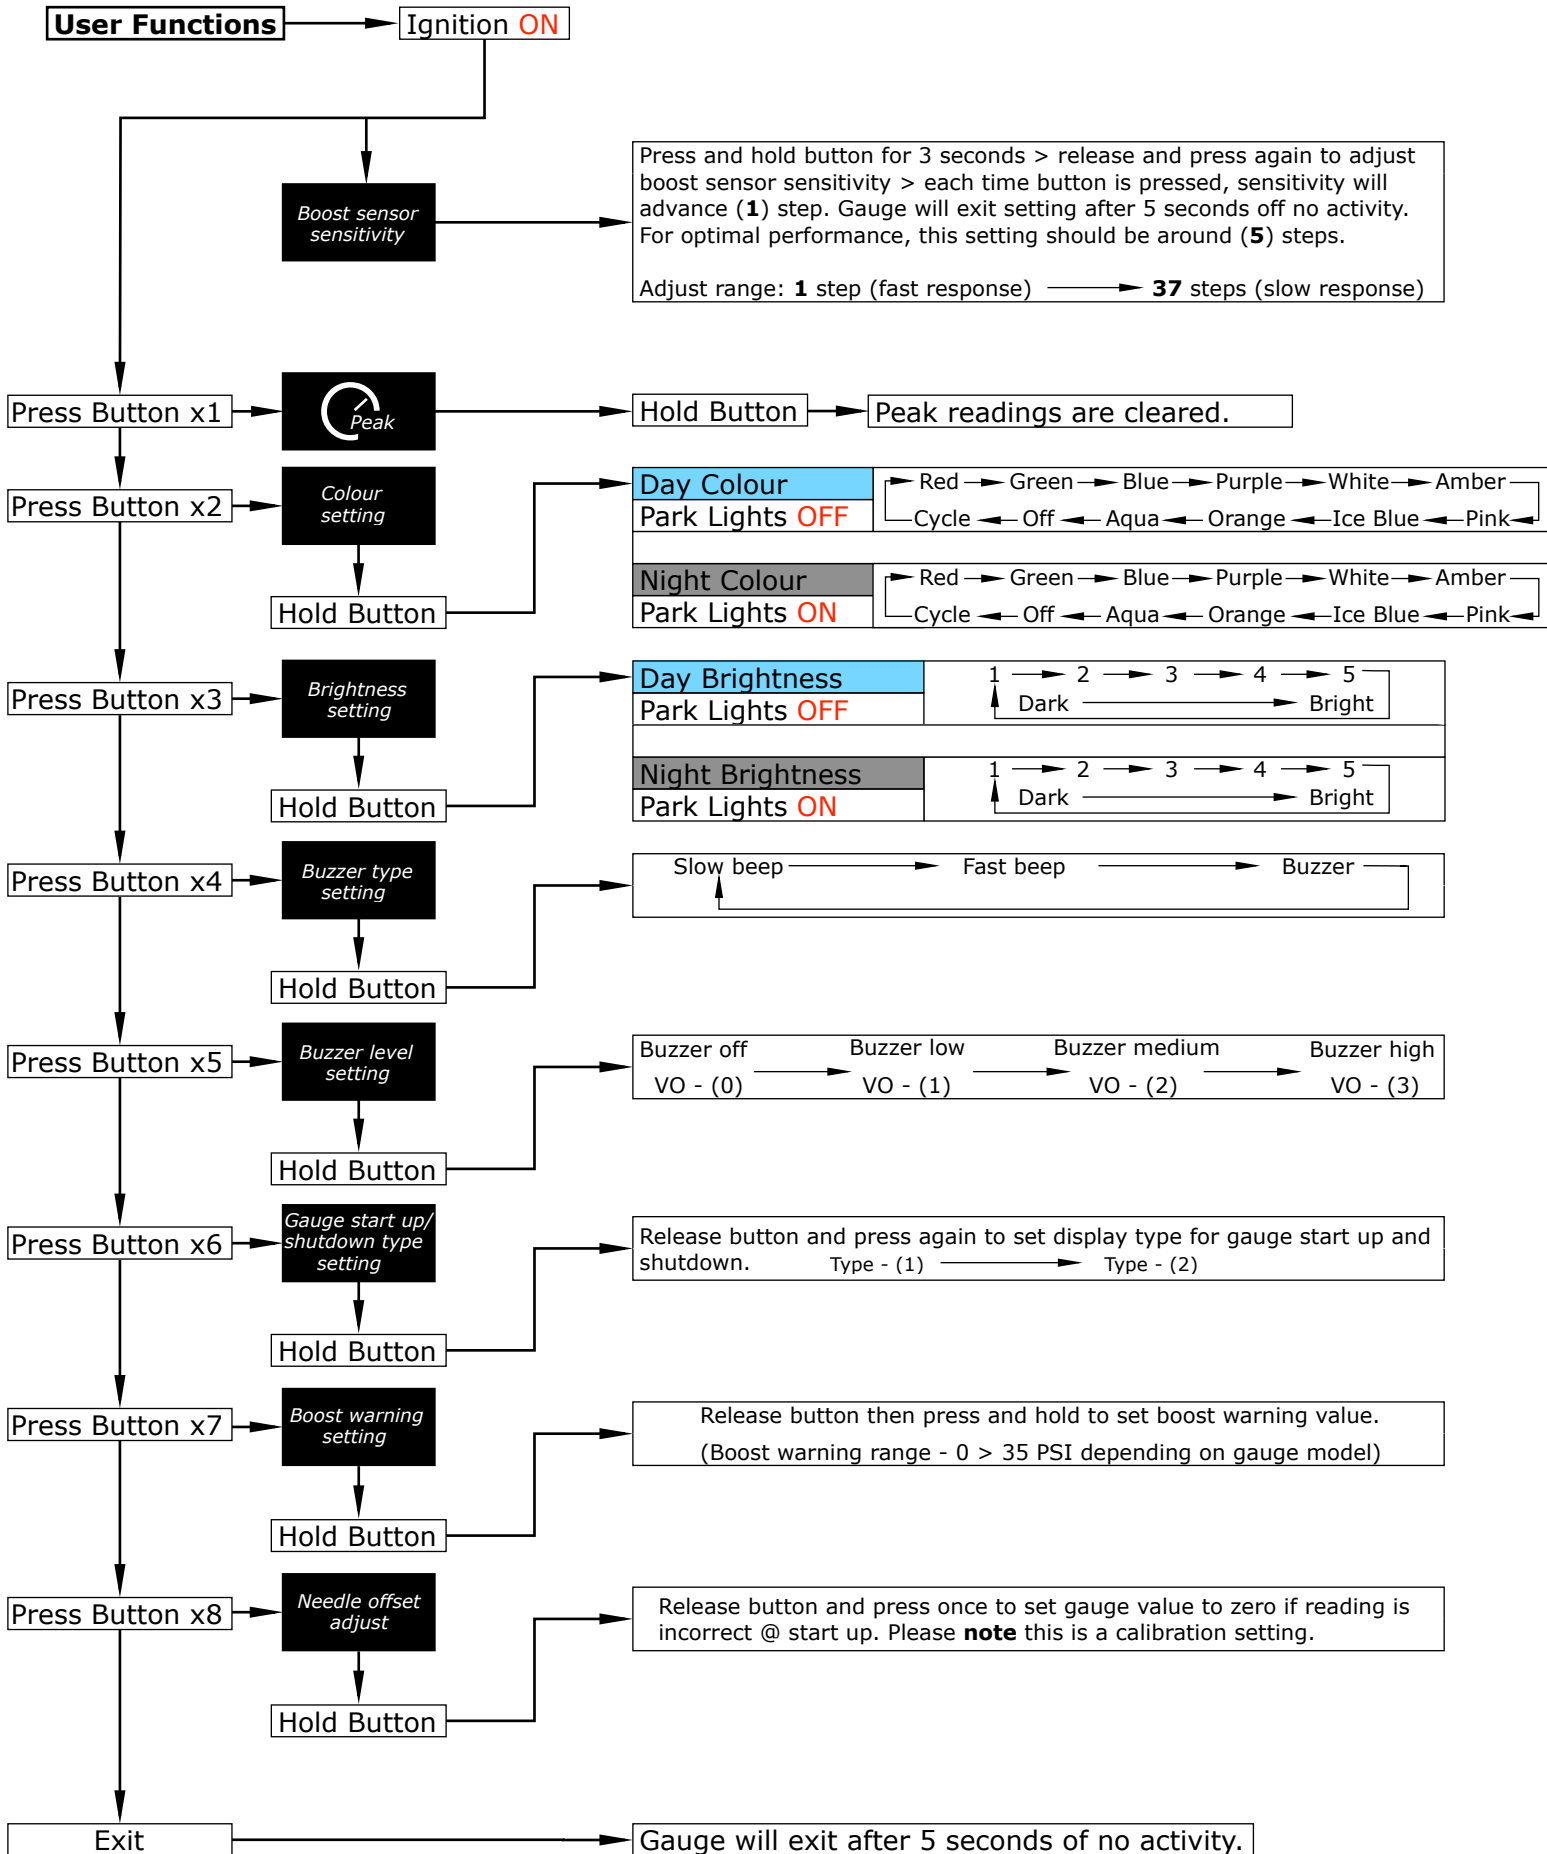 User Functions
Ignition ON
Boost sensor
sensitivity
Press and hold button for 3 seconds > release and press again to adjust
boost sensor sensitivity > each time button is pressed, sensitivity will
advance (1) step. Gauge will exit setting after 5 seconds off no activity.
For optimal performance, this setting should be around (5) steps.
Adjust range: 1 step (fast response) 37 steps (slow response)
Press Button x1
Peak
Hold Button
Peak readings are cleared.
Press Button x2
Colour
setting
Hold Button
Day Colour
Park Lights OFF
Red Green Blue Purple White Amber
Cycle Off Aqua Orange Ice Blue Pink
Night Colour
Park Lights ON
Red Green Blue Purple White Amber
Cycle Off Aqua Orange Ice Blue Pink
Press Button x3
Brightness
setting
Hold Button
Day Brightness
Park Lights OFF
1 2 3 4 5
Dark Bright
Night Brightness
Park Lights ON
1 2 3 4 5
Dark Bright
Press Button x4
Buzzer type
setting
Hold Button
Slow beep Fast beep Buzzer
Press Button x5
Buzzer level
setting
Hold Button
Buzzer off Buzzer low Buzzer medium Buzzer high
VO - (0) VO - (1) VO - (2) VO - (3)
Press Button x6
Gauge start up/
shutdown type
setting
Hold Button
Release button and press again to set display type for gauge start up and
shutdown. Type - (1) Type - (2)
Press Button x7
Boost warning
setting
Hold Button
Release button then press and hold to set boost warning value.
(Boost warning range - 0 > 35 PSI depending on gauge model)
Press Button x8
Needle offset
adjust
Hold Button
Release button and press once to set gauge value to zero if reading is
incorrect @ start up. Please note this is a calibration setting.
Exit
Gauge will exit after 5 seconds of no activity.